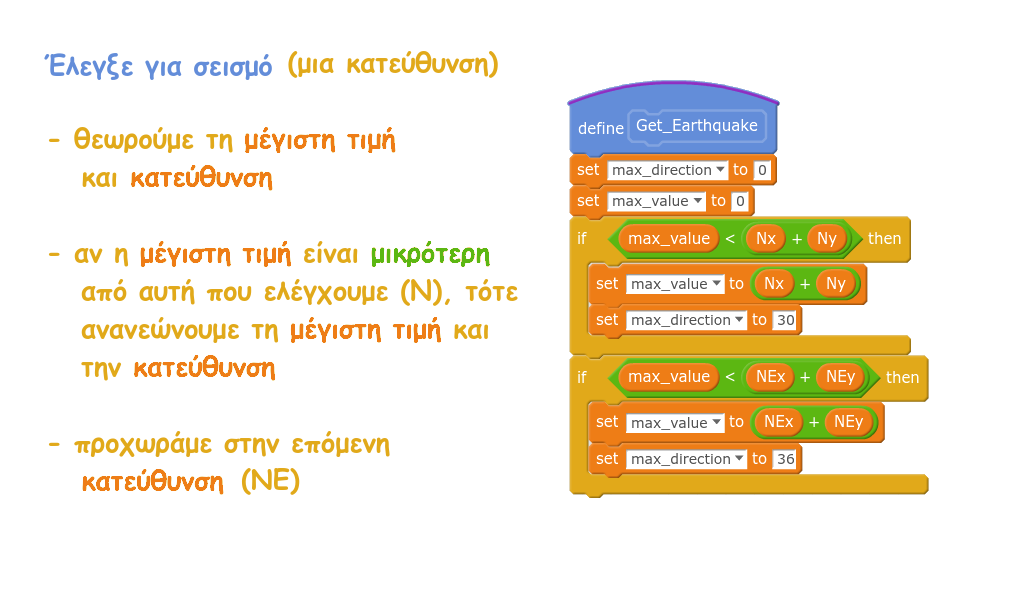 Έλεγξε για σεισμό (μια κατεύθυνση)
- θεωρούμε τη μέγιστη τιμή
και κατεύθυνση
- αν η μέγιστη τιμή είναι μικρότερη
από αυτή που ελέγχουμε (Ν), τότε
ανανεώνουμε τη μέγιστη τιμή και
την κατεύθυνση
- προχωράμε στην επόμενη
κατεύθυνση (ΝΕ)
define Get_Earthquake
set max_direction to 0
set max_value to 0
if max_value < Nx + Ny then
set max_value to Nx + Ny
set max_direction to 30
if max_value < NEx + NEy then
set max_value to NEx + NEy
set max_direction to 36